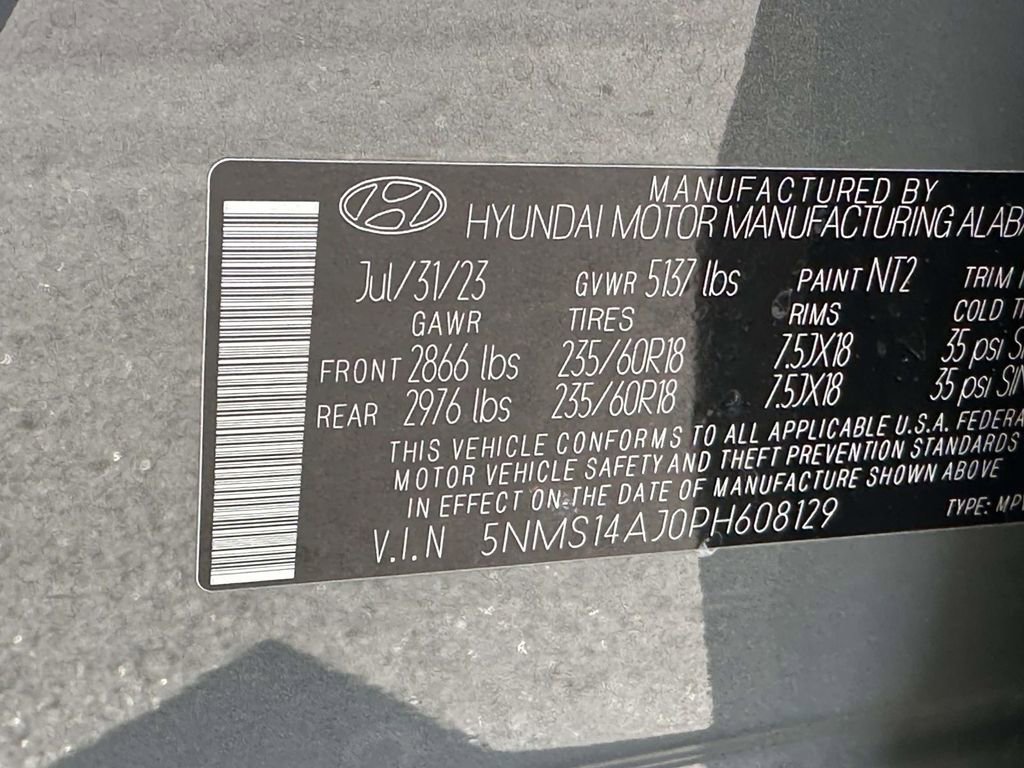 MANUFACTURED BY
HYUNDAI MOTOR MANUFACTURING
Jul/31/23 GVWR 5137 lbs PAINT NT2 TRIM
GAWR TIRES RIMS COLD
FRONT 2866 lbs 235/60R18 7.5JX18 35 psi
REAR 2976 lbs 235/60R18 7.5JX18 35 psi
THIS VEHICLE CONFORMS TO ALL APPLICABLE U.S.A.
MOTOR VEHICLE SAFETY AND THEFT PREVENTION STANDARDS
IN EFFECT ON THE DATE OF MANUFACTURE SHOWN ABOVE
V.I.N 5NMS14AJ0PH608129 TYPE: